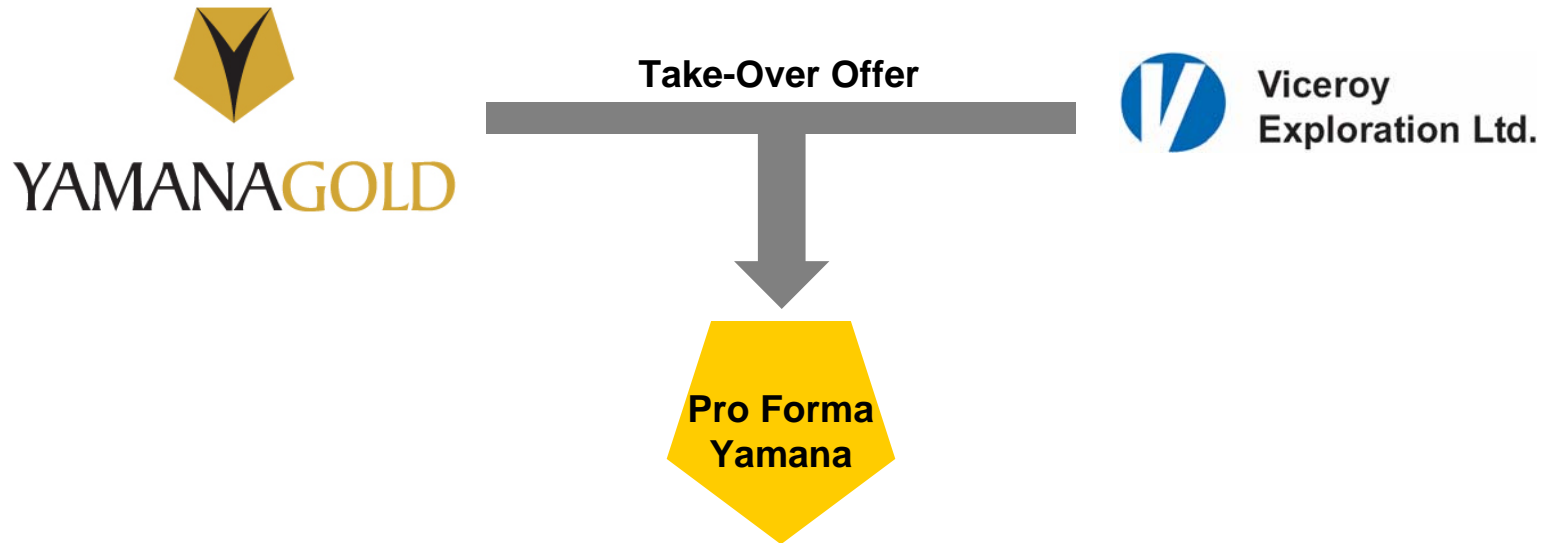 YAMANAGOLD
Take-Over Offer
Viceroy
Exploration Ltd.
Pro Forma
Yamana